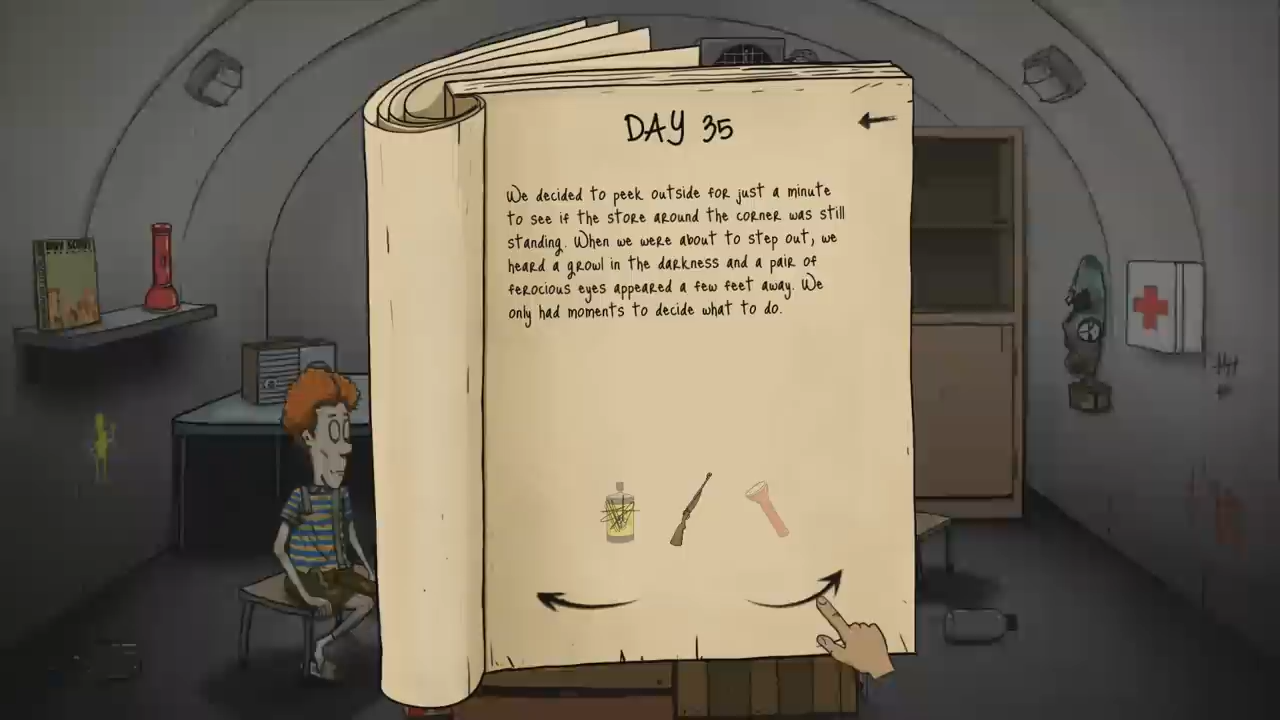 DAY 35
We decided to peek outside for just a minute
to see if the store around the corner was still
standing. When we were about to step out, we
heard a growl in the darkness and a pair of
ferocious eyes appeared a few feet away. We
only had moments to decide what to do.